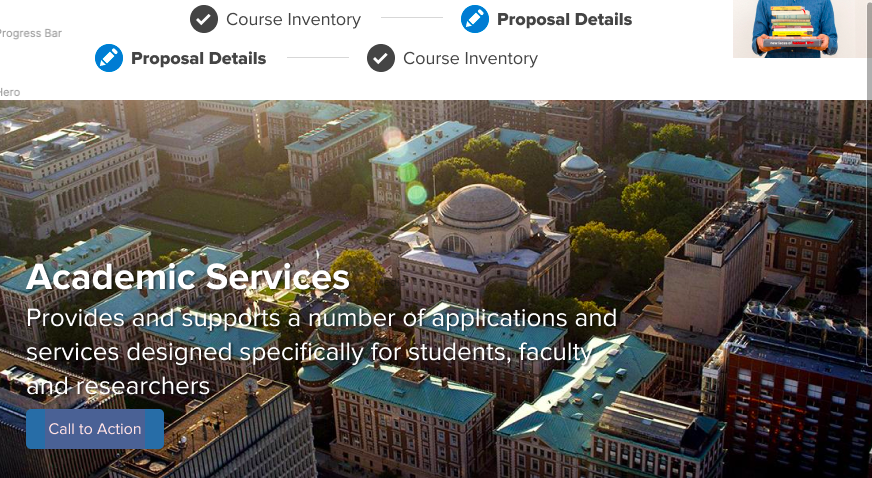 Course Inventory Proposal Details
Progress Bar
Proposal Details Course Inventory
Hero
Academic Services
Provides and supports a number of applications and
services designed specifically for students, faculty
and researchers
Call to Action